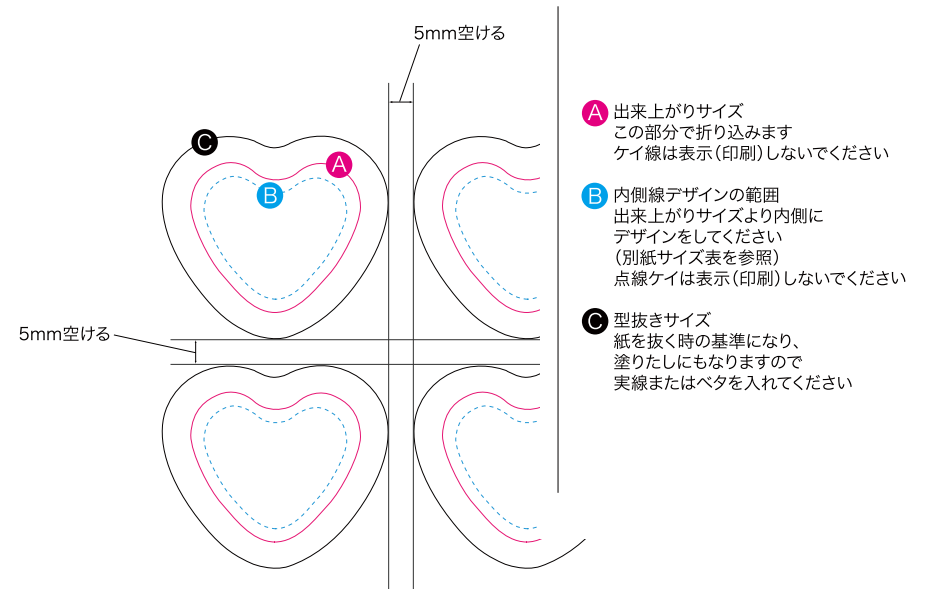 5mm空ける
C
A
B
5mm空ける
A 出来上がりサイズ
この部分で折り込みます
ケイ線は表示（印刷）しないでください
B 内側線デザインの範囲
出来上がりサイズより内側に
デザインをしてください
（別紙サイズ表を参照）
点線ケイは表示（印刷）しないでください
C 型抜きサイズ
紙を抜く時の基準になり、
塗りたしにもなりますので
実線またはベタを入れてください